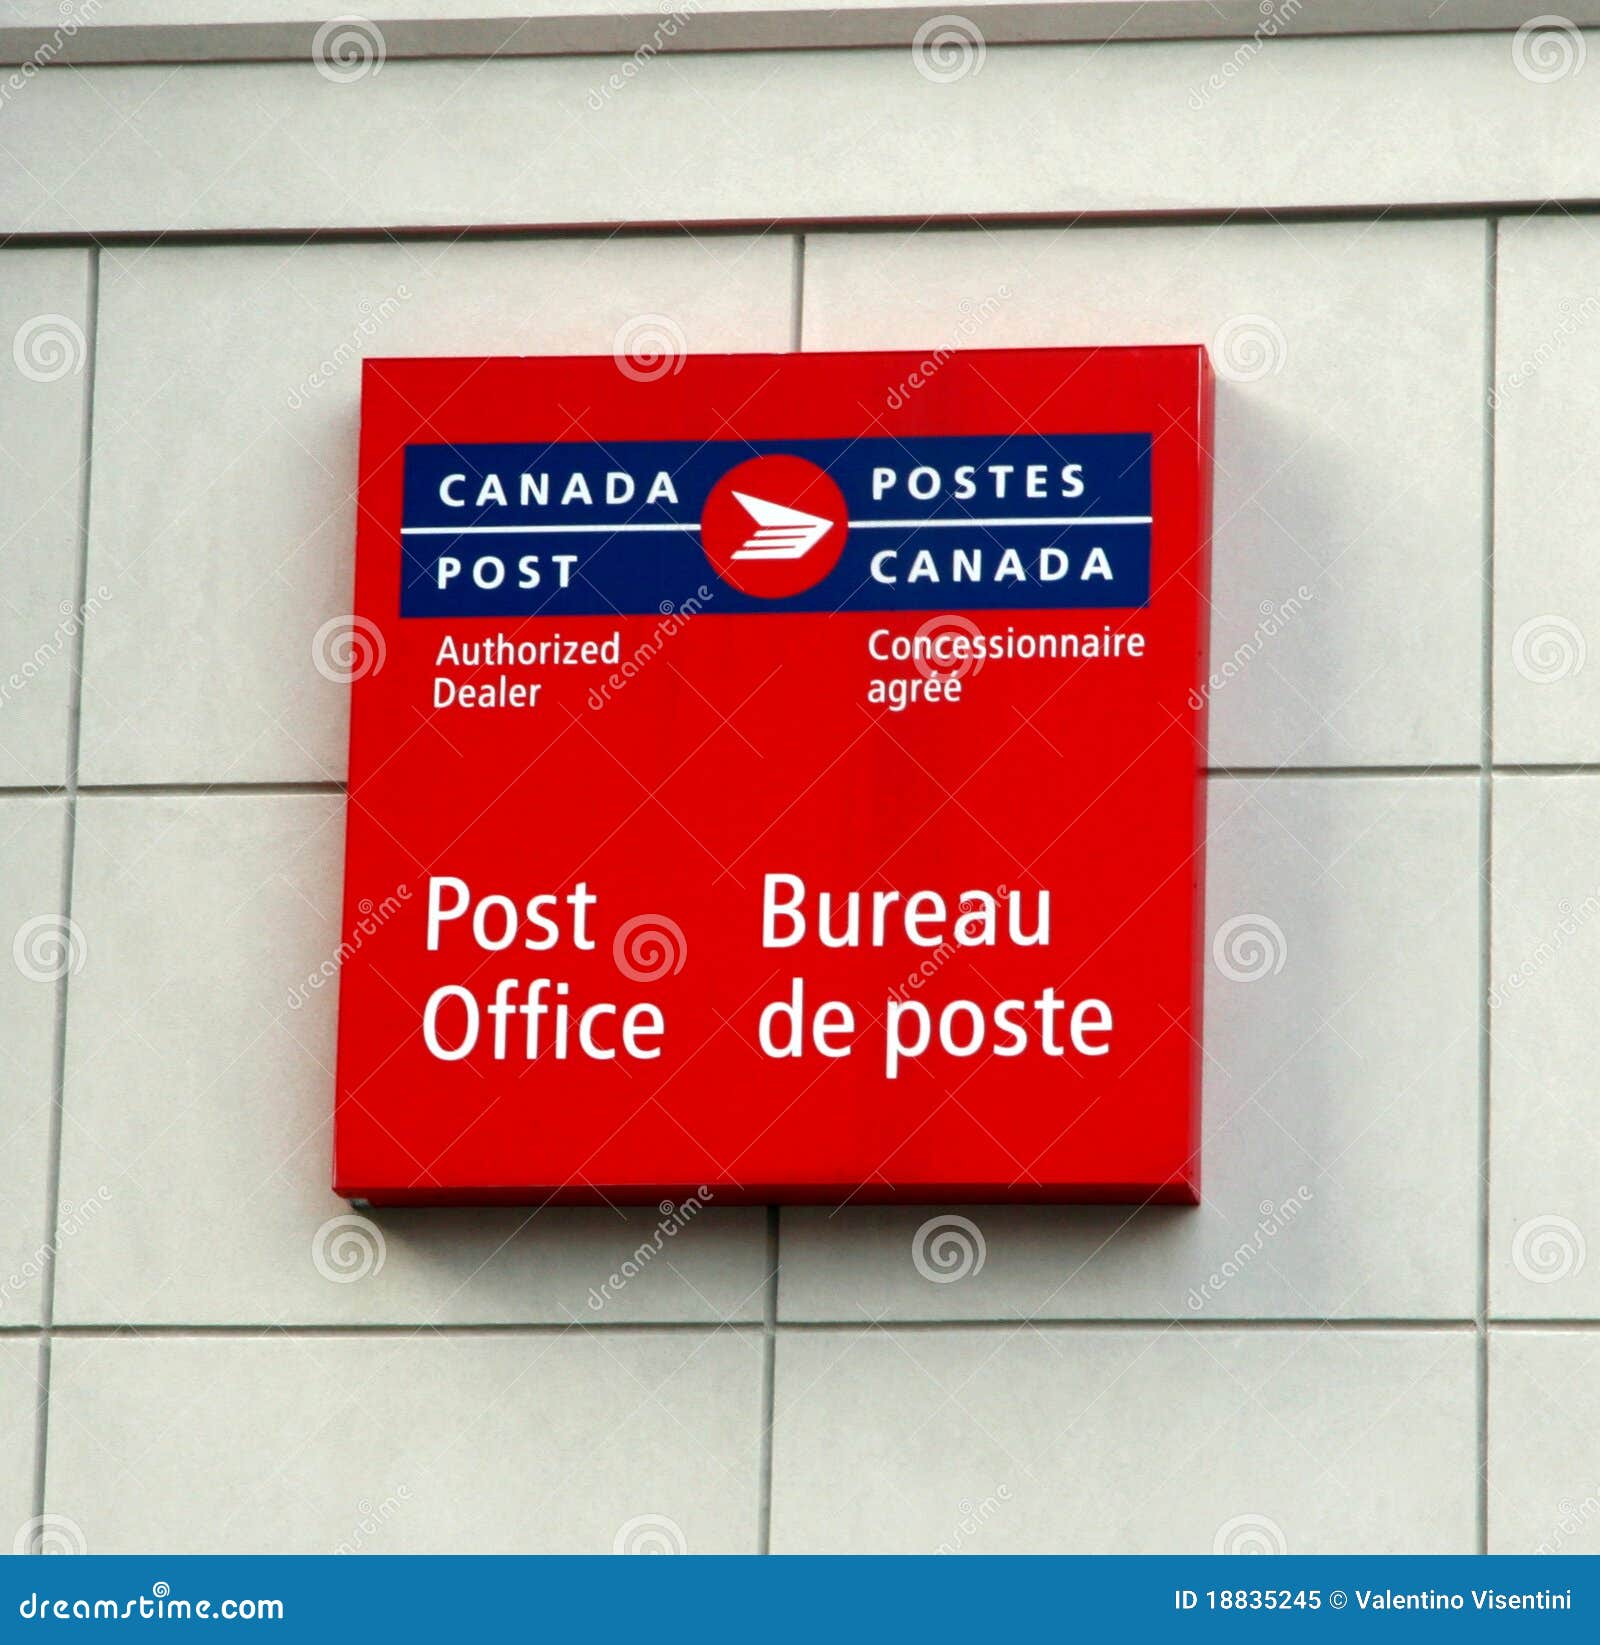 CANADA
POST
POSTES
CANADA
Authorized
Dealer
Concessionnaire
agréé
Post
Office
Bureau
de poste
dreamstime.com
ID 18835245 © Valentino Visentini